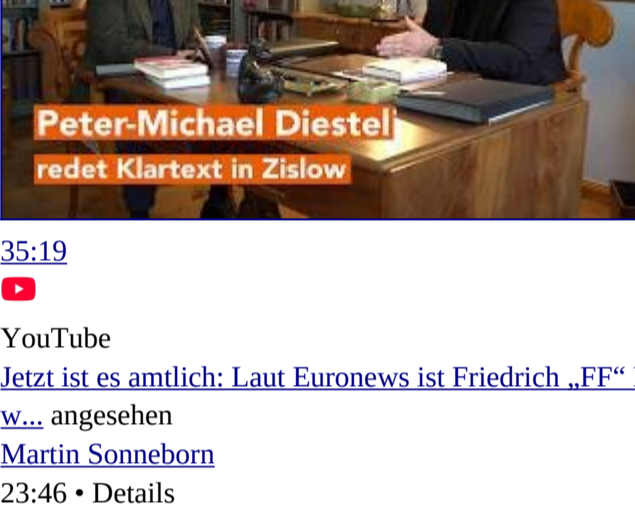 Peter-Michael Diestel
redet Klartext in Zislow
35:19
YouTube
Jetzt ist es amtlich: Laut Euronews ist Friedrich „FF“
w... angesehen
Martin Sonneborn
23:46 • Details